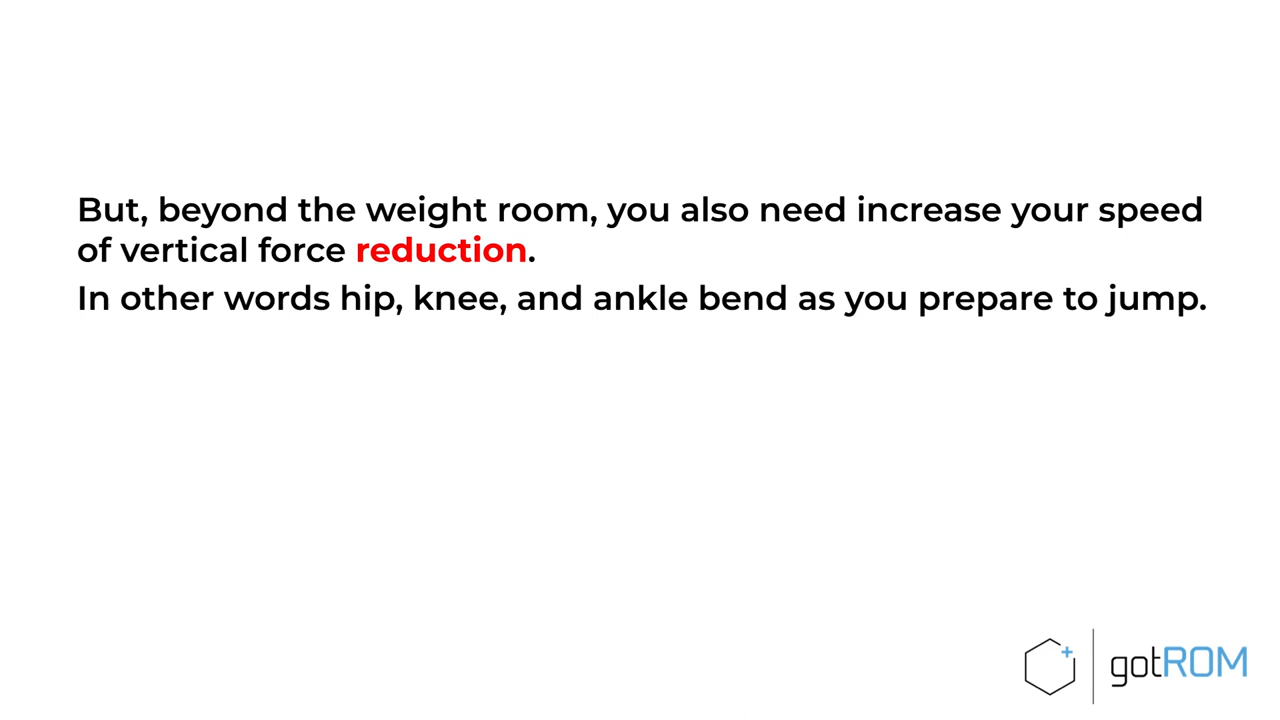 But, beyond the weight room, you also need increase your speed
of vertical force reduction.
In other words hip, knee, and ankle bend as you prepare to jump.
gotROM